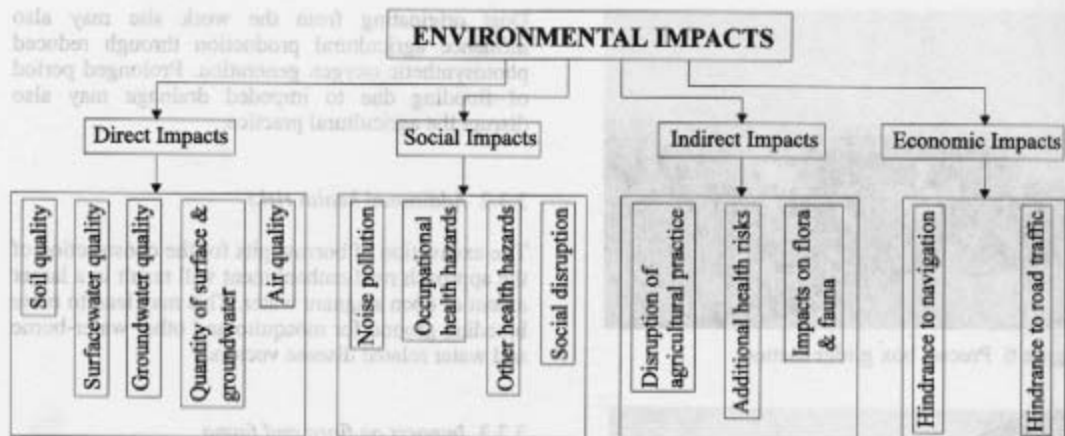 ENVIRONMENTAL IMPACTS
Direct Impacts
Social Impacts
Indirect Impacts
Economic Impacts
Soil quality
Surfacewater quality
Groundwater quality
Quantity of surface &
groundwater
Air quality
Noise pollution
Occupational
health hazards
Other health hazards
Social disruption
Disruption of
agricultural practice
Additional health risks
Impacts on flora
& fauna
Hindrance to navigation
Hindrance to road traffic